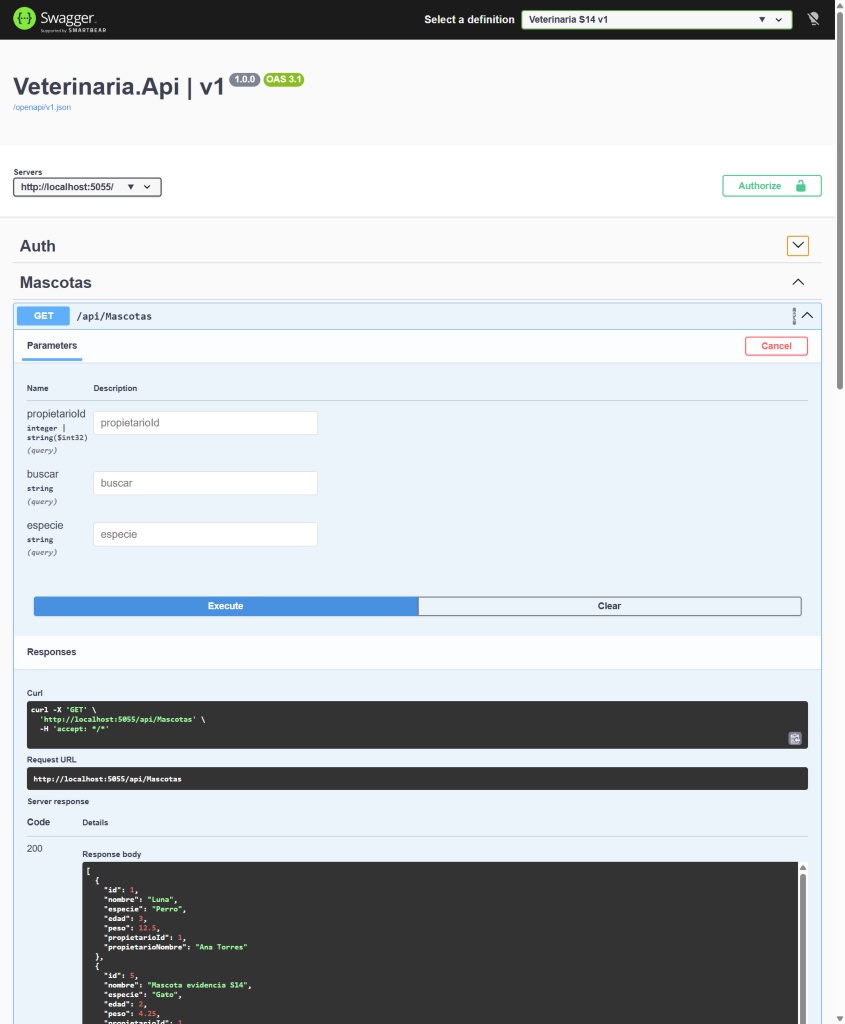 Swagger.
Supported by SMARTBEAR
Select a definition
Veterinaria S14 v1
Veterinaria.Api | v1
1.0.0
OAS 3.1
/openapi/v1.json
Servers
http://localhost:5055/
Authorize
Auth
Mascotas
GET
/api/Mascotas
Parameters
Cancel
Name Description
propietarioId
integer |
string($int32)
(query)
propietarioId
buscar
string
(query)
buscar
especie
string
(query)
especie
Execute
Clear
Responses
Curl
curl -X 'GET' \
'http://localhost:5055/api/Mascotas' \
-H 'accept: */*'
Request URL
http://localhost:5055/api/Mascotas
Server response
Code Details
200
Response body
[
{
"id": 1,
"nombre": "Luna",
"especie": "Perro",
"edad": 3,
"peso": 12.5,
"propietarioId": 1,
"propietarioNombre": "Ana Torres"
},
{
"id": 5,
"nombre": "Mascota evidencia S14",
"especie": "Gato",
"edad": 2,
"peso": 4.25,
"propietarioId": 1